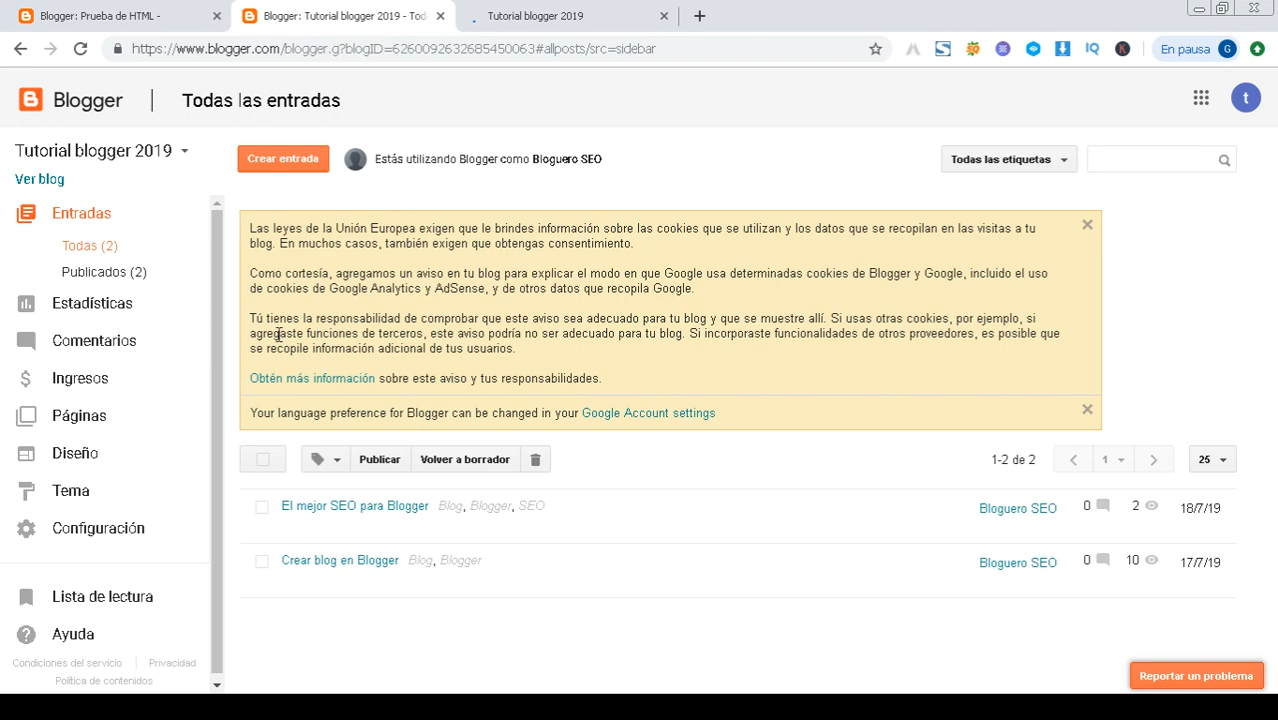 Blogger: Prueba de HTML -
Blogger: Tutorial blogger 2019 - Tod
Tutorial blogger 2019
https://www.blogger.com/blogger.g?blogID=6260092632685450063#allposts/src=sidebar
En pausa G
Blogger
Todas las entradas
t
Tutorial blogger 2019
Ver blog
Crear entrada
Estás utilizando Blogger como Bloguero SEO
Todas las etiquetas
Entradas
Todas (2)
Publicados (2)
Estadísticas
Comentarios
Ingresos
Páginas
Diseño
Tema
Configuración
Lista de lectura
Ayuda
Condiciones del servicio
Privacidad
Política de contenidos
Las leyes de la Unión Europea exigen que le brindes información sobre las cookies que se utilizan y los datos que se recopilan en las visitas a tu
blog. En muchos casos, también exigen que obtengas consentimiento.
Como cortesía, agregamos un aviso en tu blog para explicar el modo en que Google usa determinadas cookies de Blogger y Google, incluido el uso
de cookies de Google Analytics y AdSense, y de otros datos que recopila Google.
Tú tienes la responsabilidad de comprobar que este aviso sea adecuado para tu blog y que se muestre allí. Si usas otras cookies, por ejemplo, si
agregaste funciones de terceros, este aviso podría no ser adecuado para tu blog. Si incorporaste funcionalidades de otros proveedores, es posible que
se recopile información adicional de tus usuarios.
Obtén más información sobre este aviso y tus responsabilidades.
Your language preference for Blogger can be changed in your Google Account settings
Publicar
Volver a borrador
1-2 de 2
1
25
El mejor SEO para Blogger Blog, Blogger, SEO
Bloguero SEO
0
2
18/7/19
Crear blog en Blogger Blog, Blogger
Bloguero SEO
0
10
17/7/19
Reportar un problema